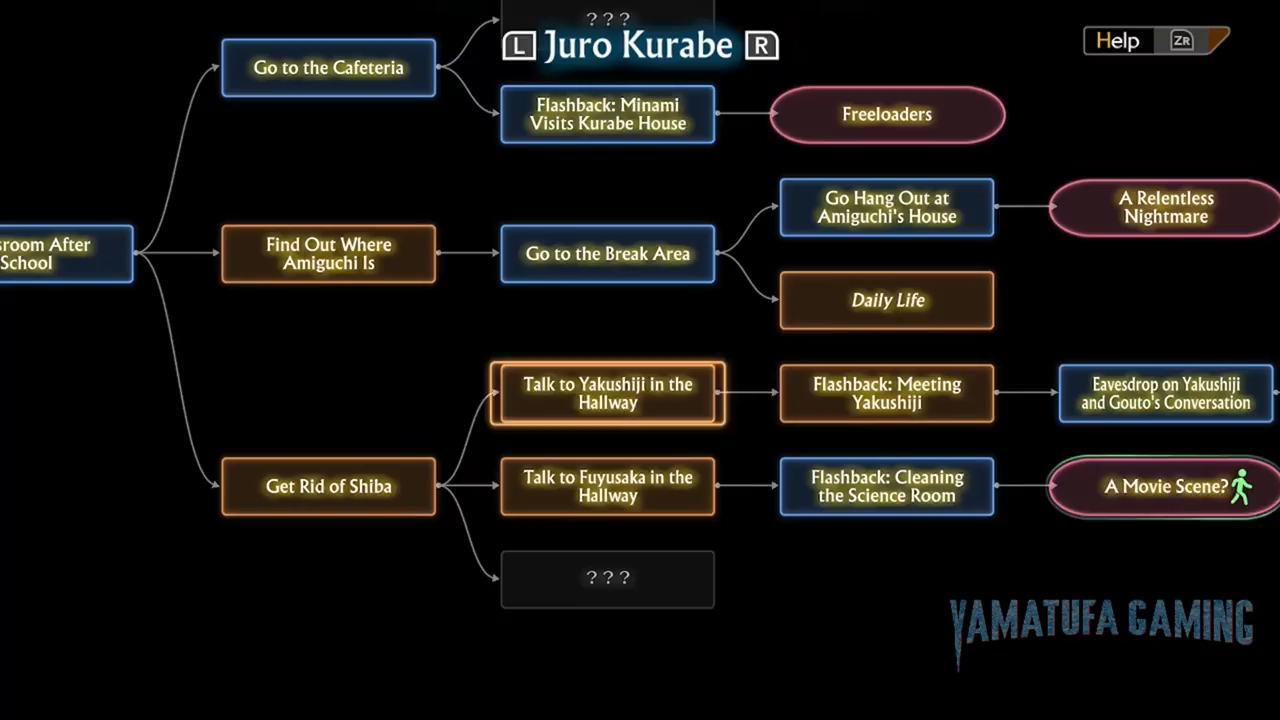 ? ? ?
L Juro Kurabe R
Help ZR
Go to the Cafeteria
Flashback: Minami
Visits Kurabe House
Freeloaders
Go Hang Out at
Amiguchi's House
A Relentless
Nightmare
sroom After
School
Find Out Where
Amiguchi Is
Go to the Break Area
Daily Life
Talk to Yakushiji in the
Hallway
Flashback: Meeting
Yakushiji
Eavesdrop on Yakushiji
and Gouto's Conversation
Get Rid of Shiba
Talk to Fuyusaka in the
Hallway
Flashback: Cleaning
the Science Room
A Movie Scene?
? ? ?
YAMATUFA GAMING